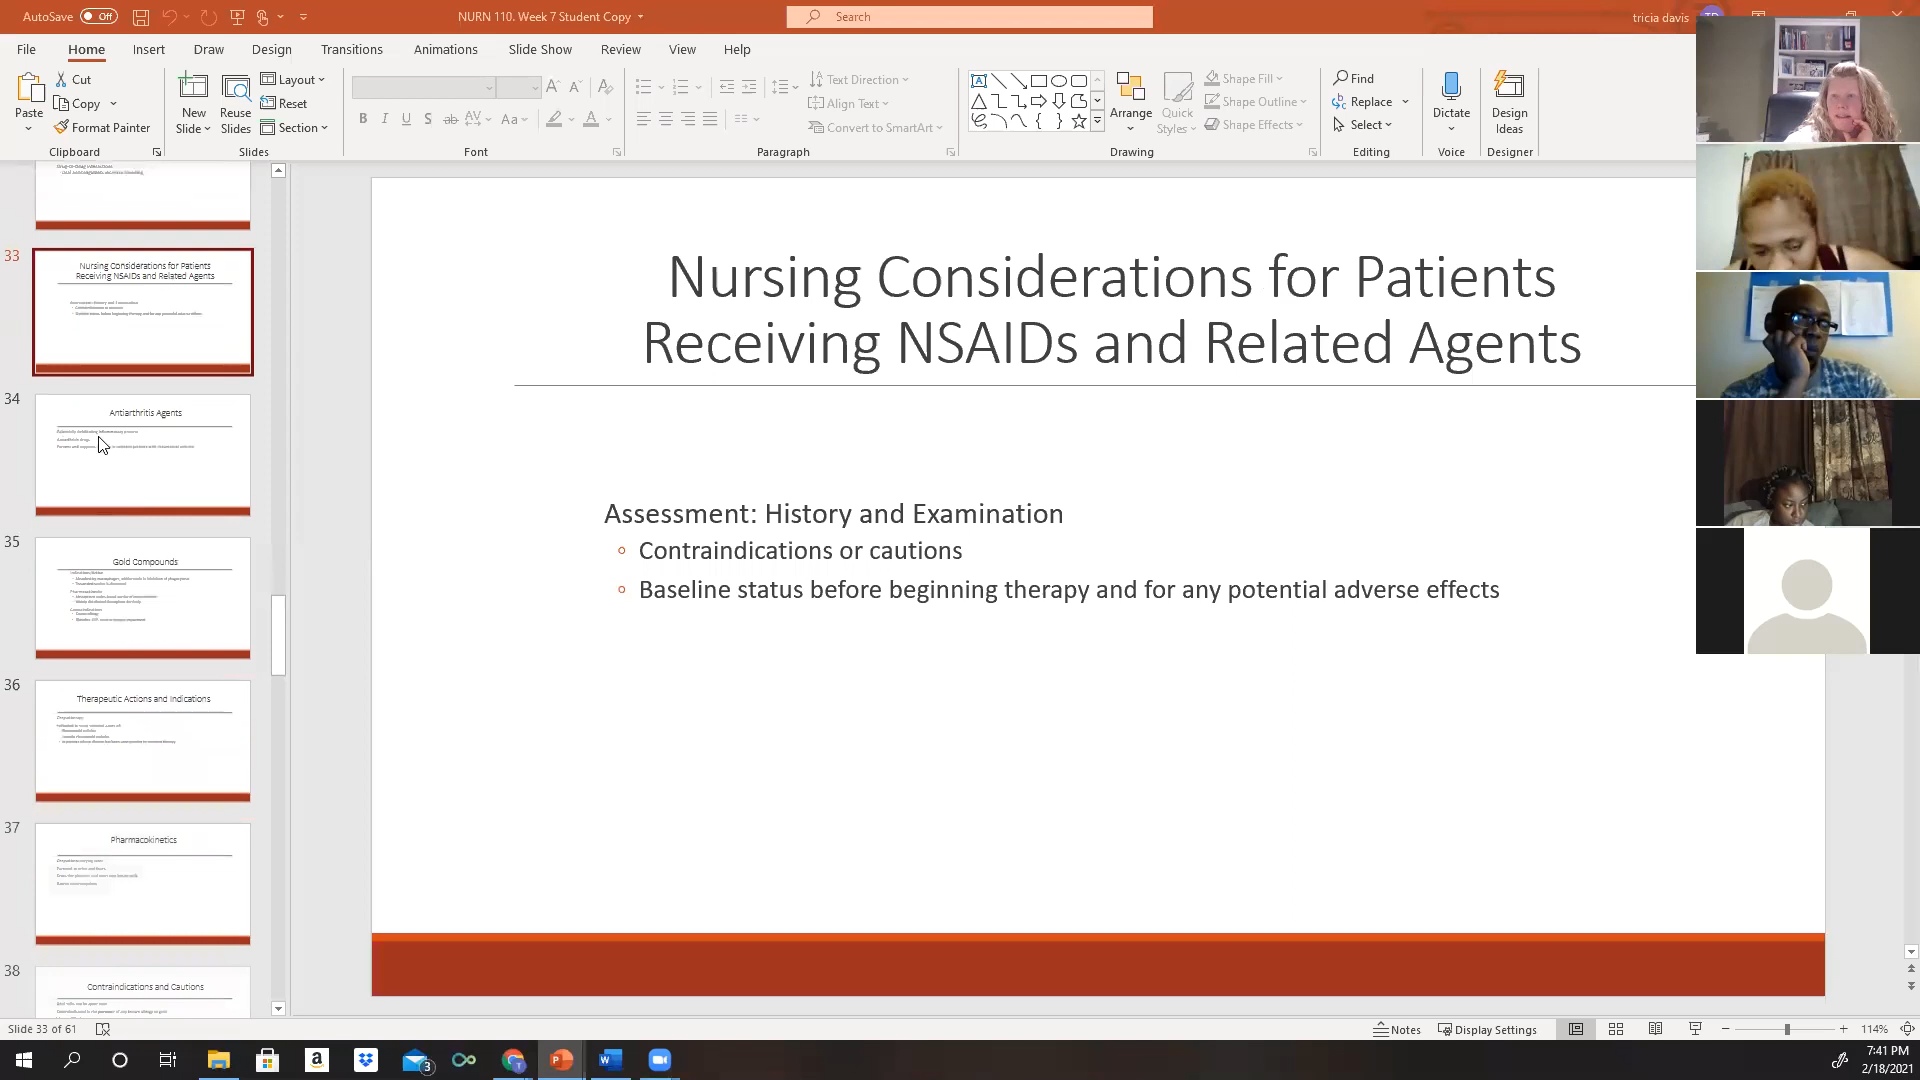 AutoSave Off
NURN 110. Week 7 Student Copy
Search
tricia davis
File Home Insert Draw Design Transitions Animations Slide Show Review View Help
Paste
Cut
Copy
Format Painter
Clipboard
New Slide
Reuse Slides
Layout
Reset
Section
Slides
B I U S ab AV Aa A
Font
Text Direction
Align Text
Convert to SmartArt
Paragraph
Arrange
Quick Styles
Shape Fill
Shape Outline
Shape Effects
Drawing
Find
Replace
Select
Editing
Dictate
Voice
Design Ideas
Designer
33
Nursing Considerations for Patients
Receiving NSAIDs and Related Agents
34
Antiarthritis Agents
35
Gold Compounds
36
Therapeutic Actions and Indications
37
Pharmacokinetics
38
Contraindications and Cautions
Nursing Considerations for Patients
Receiving NSAIDs and Related Agents
Assessment: History and Examination
Contraindications or cautions
Baseline status before beginning therapy and for any potential adverse effects
Slide 33 of 61
Notes
Display Settings
114%
3
7:41 PM
2/18/2021